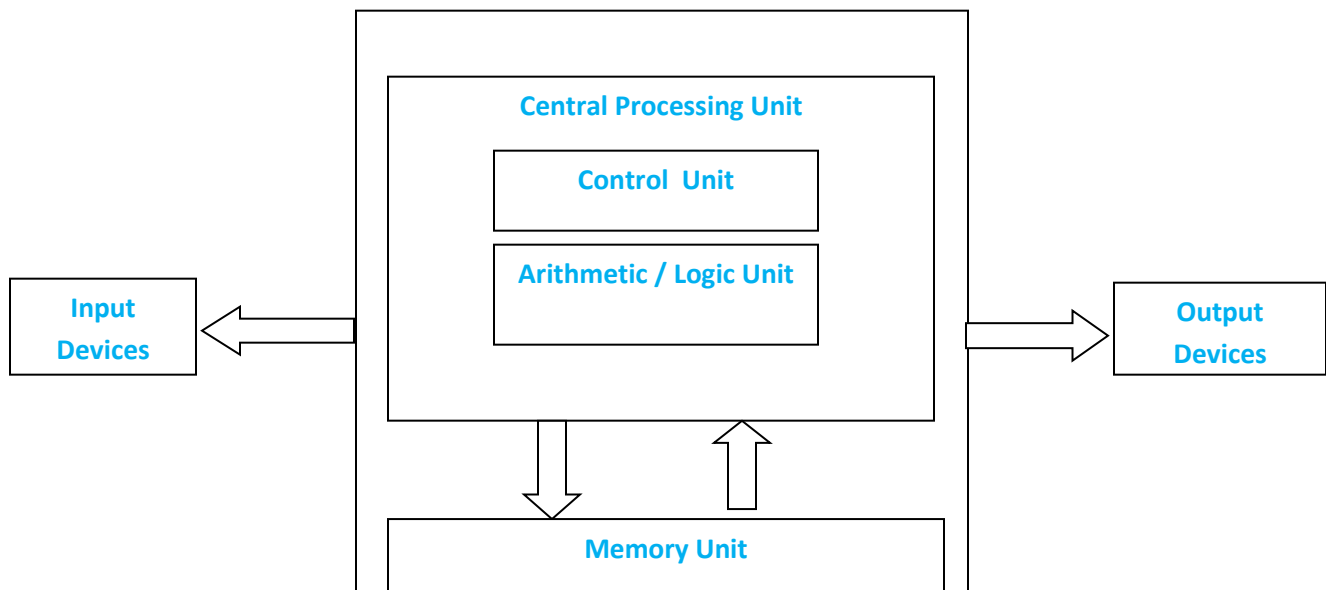 Central Processing Unit
Control Unit
Arithmetic / Logic Unit
Input
Devices
Output
Devices
Memory Unit